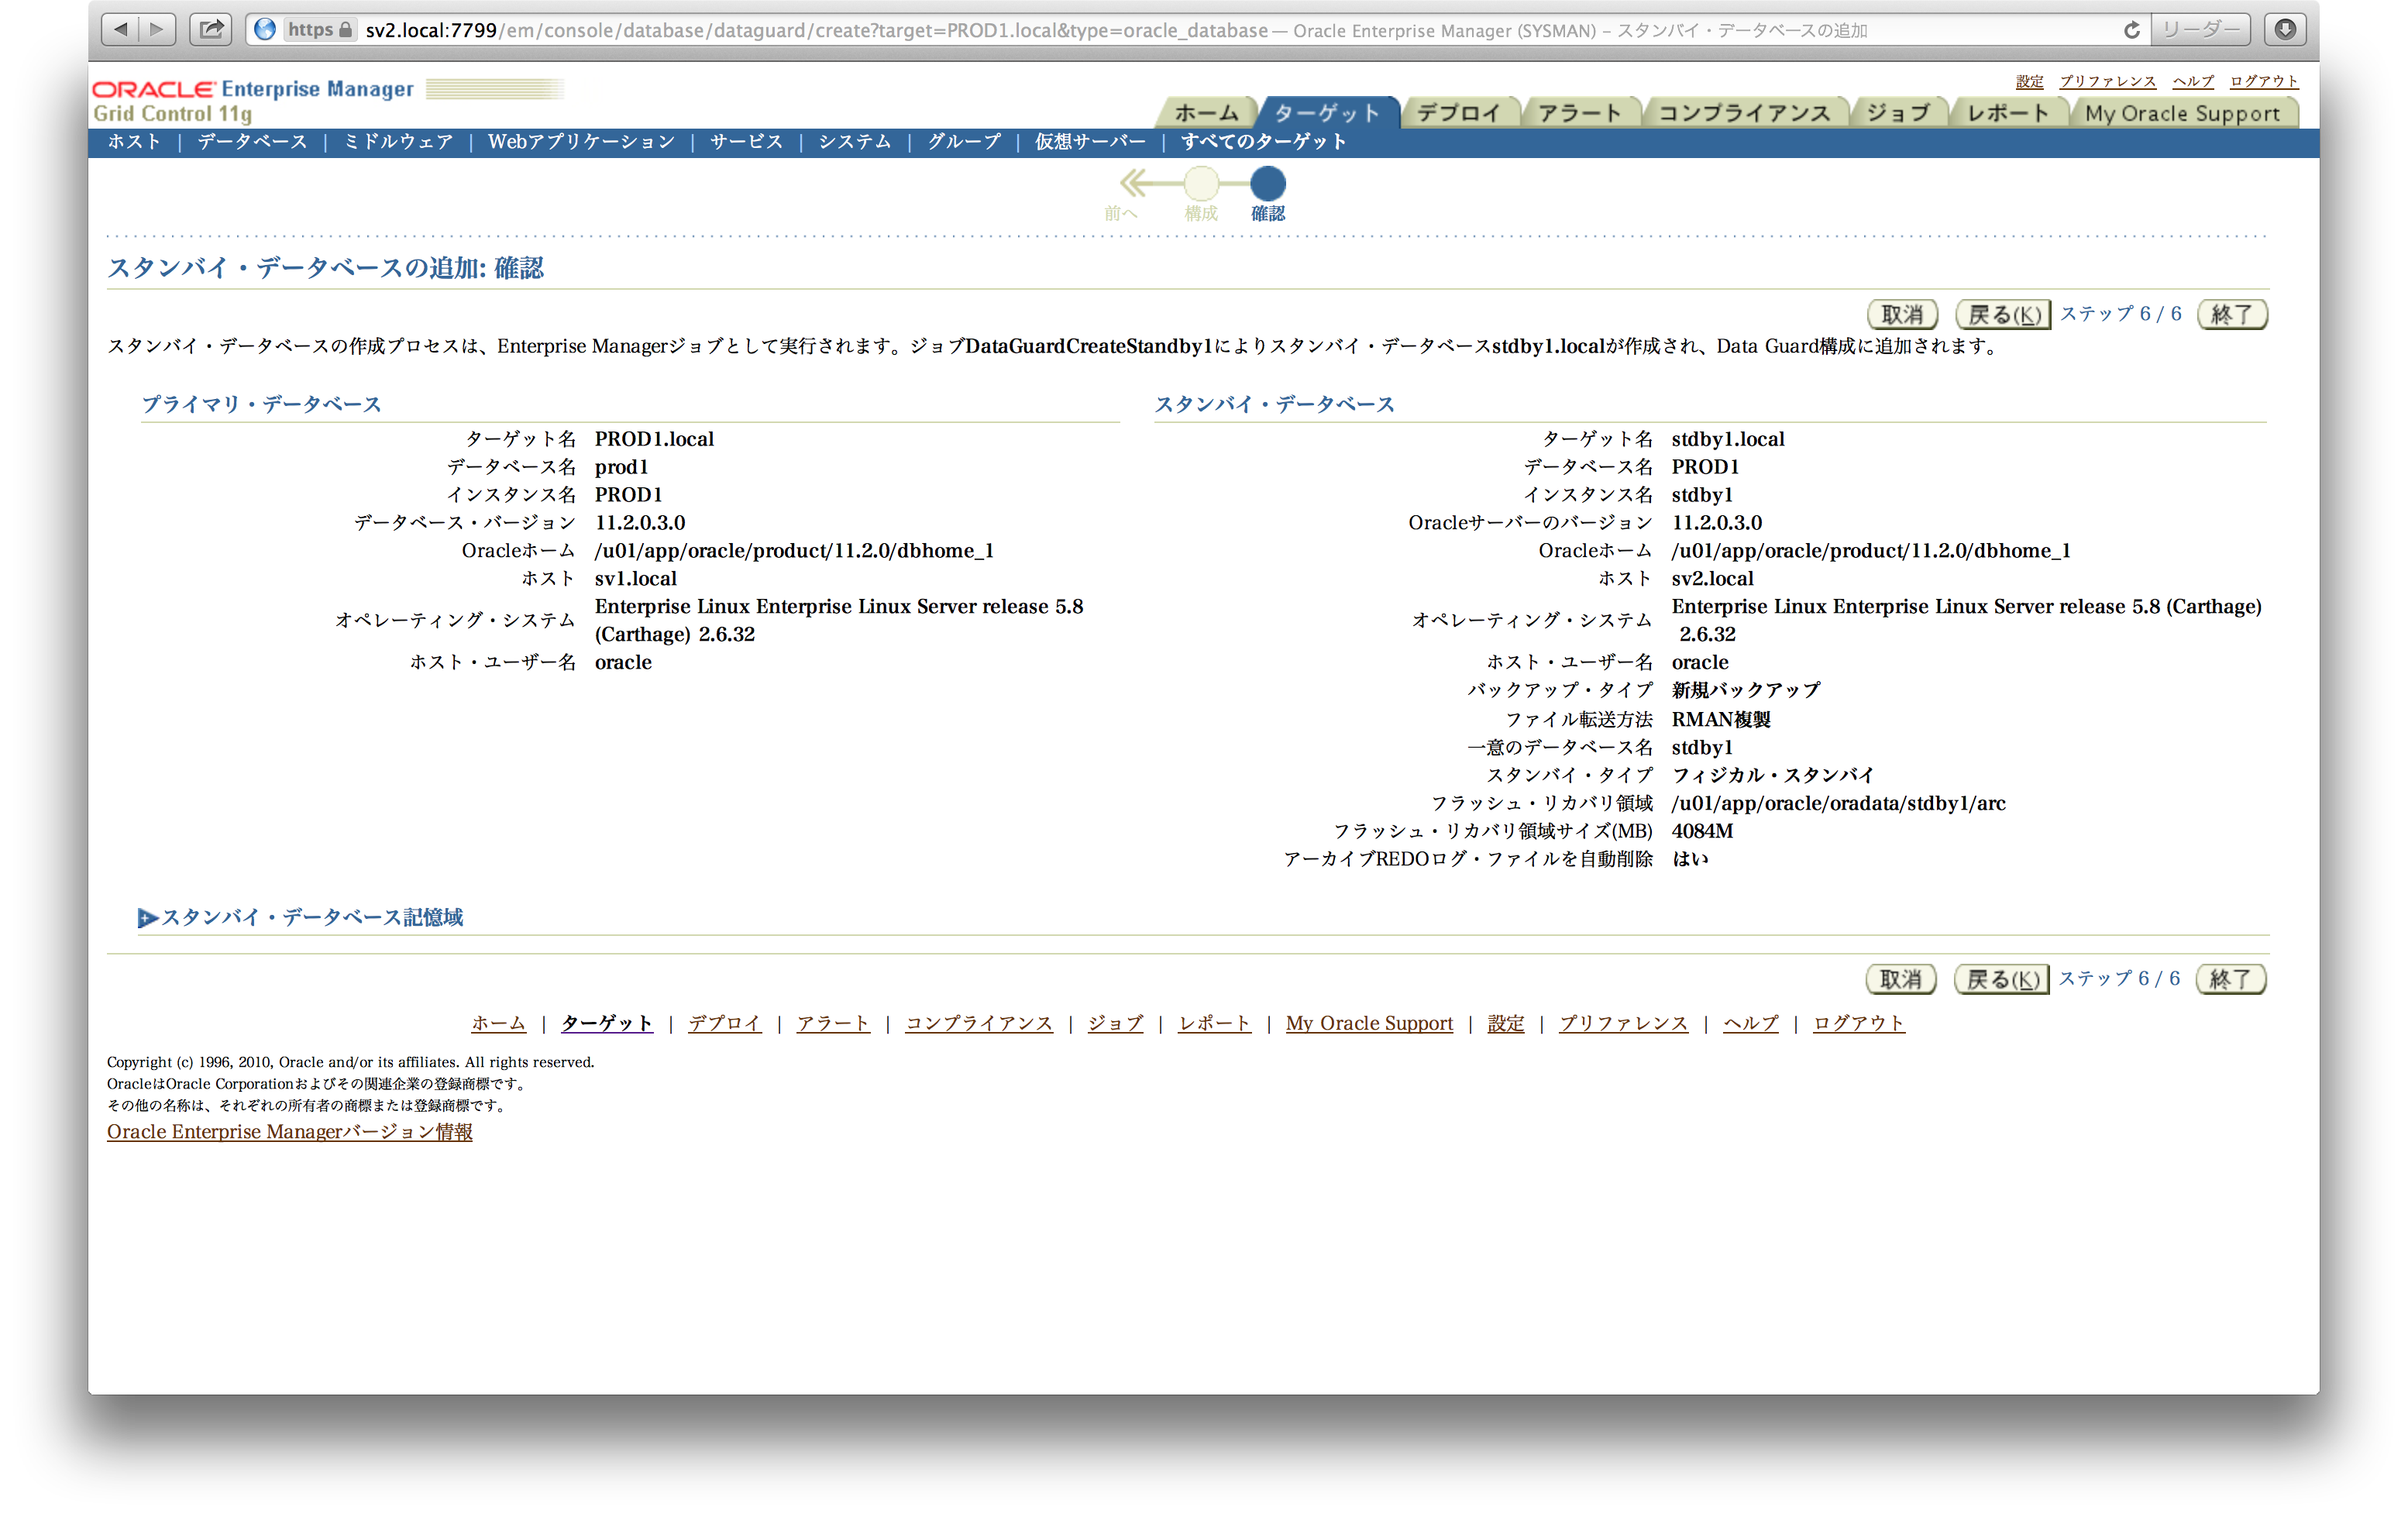 https sv2.local:7799/em/console/database/dataguard/create?target=PROD1.local&type=oracle_database — Oracle Enterprise Manager (SYSMAN) – スタンバイ・データベースの追加 リーダー
設定 プリファレンス ヘルプ ログアウト
ORACLE Enterprise Manager
Grid Control 11g
ホーム ターゲット デプロイ アラート コンプライアンス ジョブ レポート My Oracle Support
ホスト | データベース | ミドルウェア | Webアプリケーション | サービス | システム | グループ | 仮想サーバー | すべてのターゲット
前へ 構成 確認
スタンバイ・データベースの追加: 確認
取消 戻る(K) ステップ 6 / 6 終了
スタンバイ・データベースの作成プロセスは、Enterprise Managerジョブとして実行されます。ジョブDataGuardCreateStandby1によりスタンバイ・データベースstdby1.localが作成され、Data Guard構成に追加されます。
プライマリ・データベース
ターゲット名 PROD1.local
データベース名 prod1
インスタンス名 PROD1
データベース・バージョン 11.2.0.3.0
Oracleホーム /u01/app/oracle/product/11.2.0/dbhome_1
ホスト sv1.local
オペレーティング・システム Enterprise Linux Enterprise Linux Server release 5.8
(Carthage) 2.6.32
ホスト・ユーザー名 oracle
スタンバイ・データベース
ターゲット名 stdby1.local
データベース名 PROD1
インスタンス名 stdby1
Oracleサーバーのバージョン 11.2.0.3.0
Oracleホーム /u01/app/oracle/product/11.2.0/dbhome_1
ホスト sv2.local
オペレーティング・システム Enterprise Linux Enterprise Linux Server release 5.8 (Carthage)
2.6.32
ホスト・ユーザー名 oracle
バックアップ・タイプ 新規バックアップ
ファイル転送方法 RMAN複製
一意のデータベース名 stdby1
スタンバイ・タイプ フィジカル・スタンバイ
フラッシュ・リカバリ領域 /u01/app/oracle/oradata/stdby1/arc
フラッシュ・リカバリ領域サイズ(MB) 4084M
アーカイブREDOログ・ファイルを自動削除 はい
スタンバイ・データベース記憶域
取消 戻る(K) ステップ 6 / 6 終了
ホーム | ターゲット | デプロイ | アラート | コンプライアンス | ジョブ | レポート | My Oracle Support | 設定 | プリファレンス | ヘルプ | ログアウト
Copyright (c) 1996, 2010, Oracle and/or its affiliates. All rights reserved.
OracleはOracle Corporationおよびその関連企業の登録商標です。
その他の名称は、それぞれの所有者の商標または登録商標です。
Oracle Enterprise Managerバージョン情報